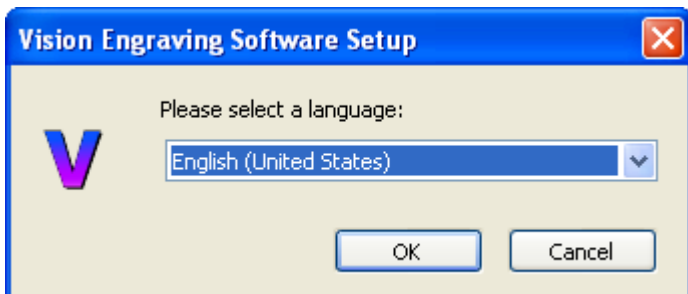 Vision Engraving Software Setup
V
Please select a language:
English (United States)
OK Cancel